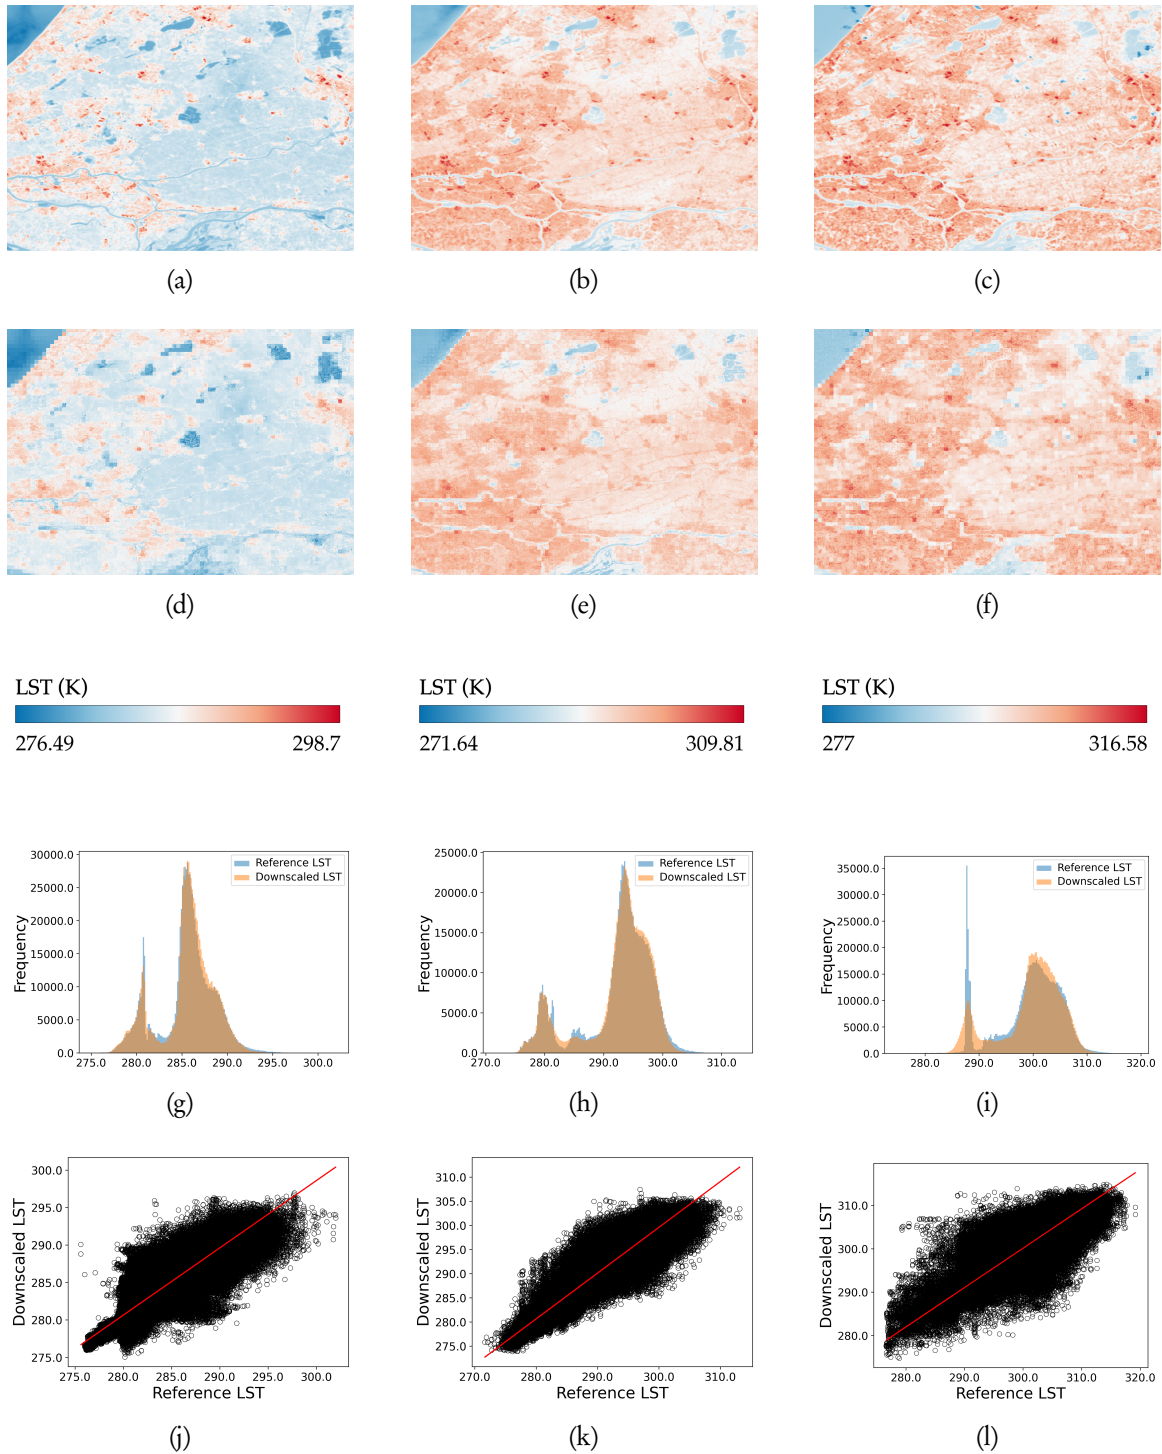 (a) (b) (c)
(d) (e) (f)
LST (K) LST (K) LST (K)
276.49 298.7 271.64 309.81 277 316.58
30000.0
25000.0
20000.0
15000.0
10000.0
5000.0
0.0
Frequency
Reference LST
Downscaled LST
275.0 280.0 285.0 290.0 295.0 300.0
(g)
25000.0
20000.0
15000.0
10000.0
5000.0
0.0
Frequency
Reference LST
Downscaled LST
270.0 280.0 290.0 300.0 310.0
(h)
35000.0
30000.0
25000.0
20000.0
15000.0
10000.0
5000.0
0.0
Frequency
Reference LST
Downscaled LST
280.0 290.0 300.0 310.0 320.0
(i)
300.0
295.0
290.0
285.0
280.0
275.0
Downscaled LST
275.0 280.0 285.0 290.0 295.0 300.0
Reference LST
(j)
310.0
305.0
300.0
295.0
290.0
285.0
280.0
275.0
Downscaled LST
270.0 280.0 290.0 300.0 310.0
Reference LST
(k)
310.0
300.0
290.0
280.0
Downscaled LST
280.0 290.0 300.0 310.0 320.0
Reference LST
(l)